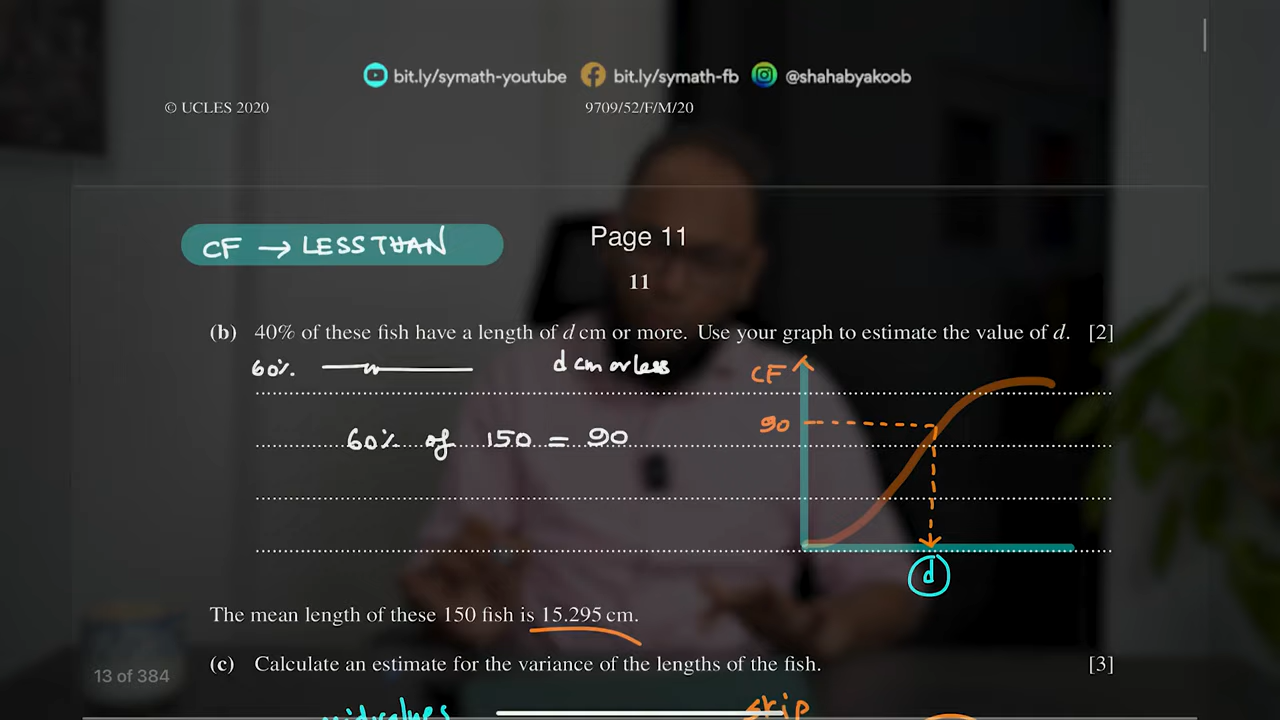 bit.ly/symath-youtube bit.ly/symath-fb @shahabyakoob
© UCLES 2020 9709/52/F/M/20
CF → LESS THAN
Page 11
11
(b) 40% of these fish have a length of d cm or more. Use your graph to estimate the value of d. [2]
60% d cm or less
CF
90
60% of 150 = 90
d
The mean length of these 150 fish is 15.295 cm.
(c) Calculate an estimate for the variance of the lengths of the fish. [3]
13 of 384
midvalues skip